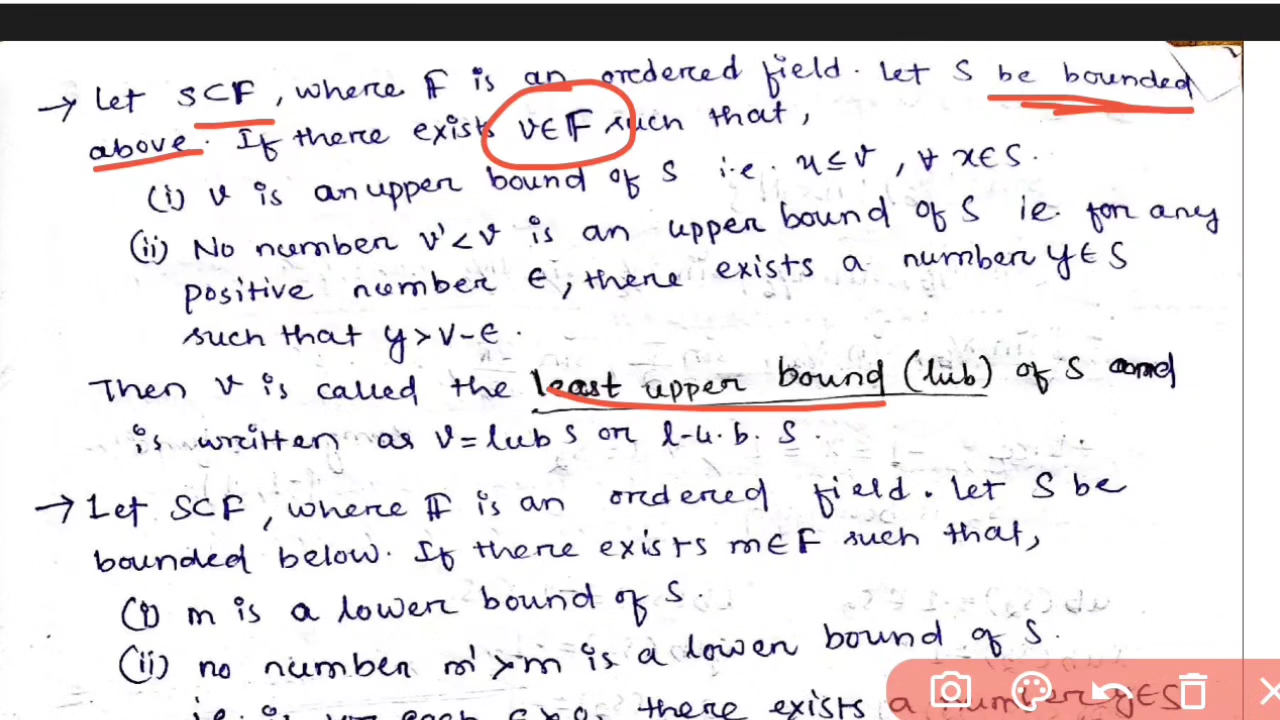 → Let S⊂F, where F is an ordered field. Let S be bounded
above. If there exists v∈F such that,
(i) v is an upper bound of S i.e. x≤v, ∀ x∈S.
(ii) No number v'<v is an upper bound of S ie. for any
positive number ϵ, there exists a number y∈S
such that y>v-ϵ.
Then v is called the least upper bound (lub) of S and
is written as v=lub S or l.u.b. S.
→ Let S⊂F, where F is an ordered field. Let S be
bounded below. If there exists m∈F such that,
(i) m is a lower bound of S.
(ii) no number m'>m is a lower bound of S.
there exists a number y∈S